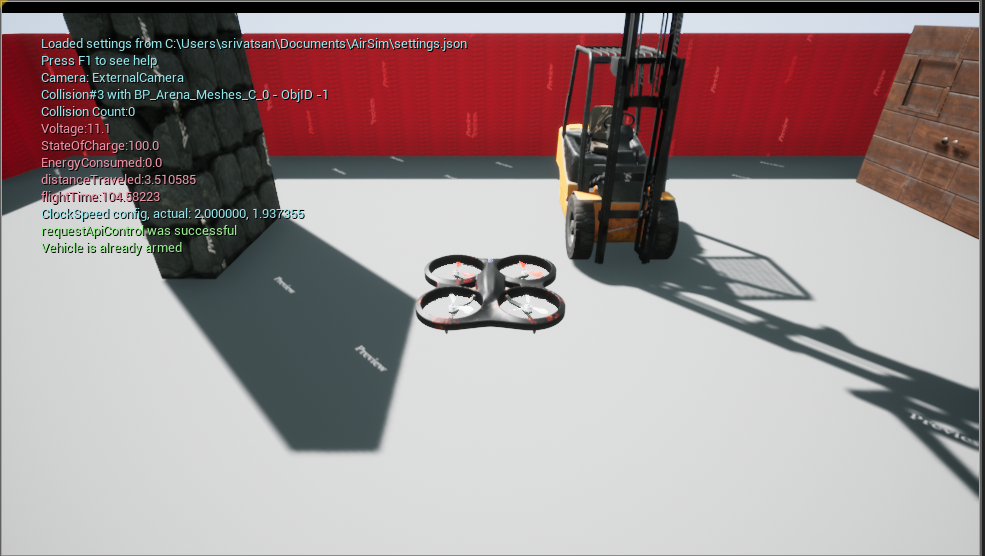 Loaded settings from C:\Users\srivatsan\Documents\AirSim\settings.json
Press F1 to see help
Camera: ExternalCamera
Collision#3 with BP_Arena_Meshes_C_0 - ObjID -1
Collision Count:0
Voltage:11.1
StateOfCharge:100.0
EnergyConsumed:0.0
distanceTraveled:3.510585
flightTime:104.68223
ClockSpeed config, actual: 2.000000, 1.937355
requestApiControl was successful
Vehicle is already armed
Preview
Preview
Preview